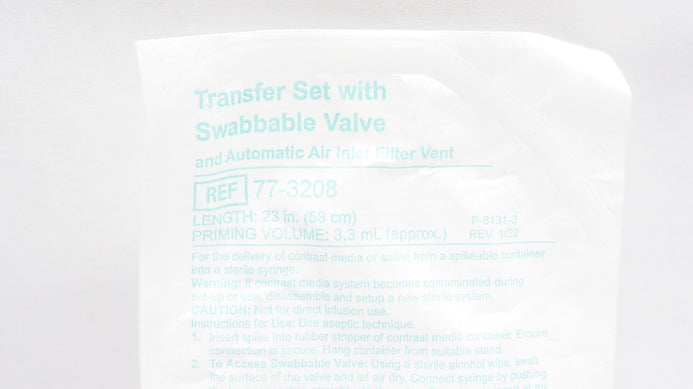 Transfer Set with
Swabbable Valve
and Automatic Air Inlet Filter Vent
REF 77-3208
LENGTH: 23 in. (58 cm) P-8131-3
PRIMING VOLUME: 3.3 mL (approx.) REV. 1/22
For the delivery of contrast media or saline from a spikeable container
into a sterile syringe.
Warning: If contrast media system becomes contaminated during
set-up or use, disassemble and setup a new sterile system.
CAUTION: Not for direct infusion use.
Instructions for Use: Use aseptic technique.
1. Insert spike into rubber stopper of contrast media container. Ensure
connection is secure. Hang container from suitable stand.
2. To Access Swabbable Valve: Using a sterile alcohol wipe, swab
the surface of the valve and let air dry. Connect syringe by pushing